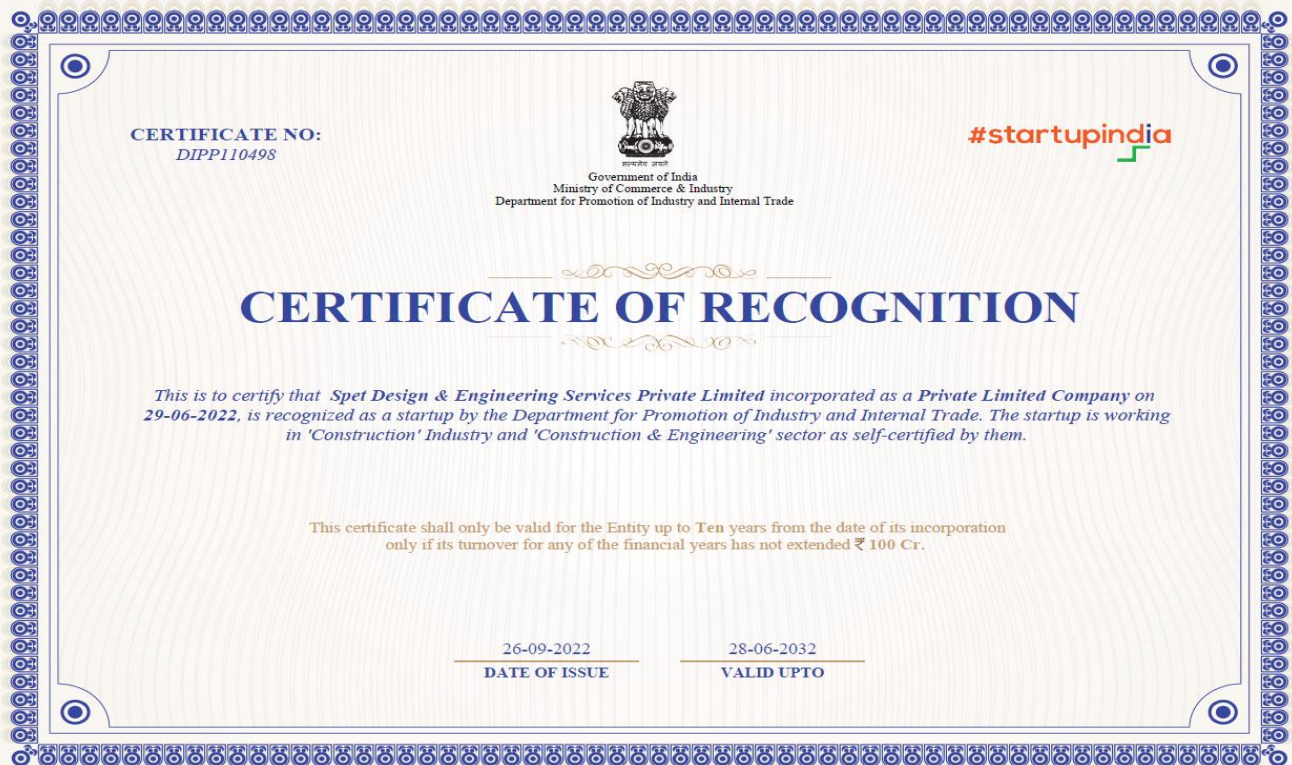 CERTIFICATE NO:
DIPP110498
#startupindia
सत्यमेव जयते
Government of India
Ministry of Commerce & Industry
Department for Promotion of Industry and Internal Trade
CERTIFICATE OF RECOGNITION
This is to certify that Spet Design & Engineering Services Private Limited incorporated as a Private Limited Company on
29-06-2022, is recognized as a startup by the Department for Promotion of Industry and Internal Trade. The startup is working
in 'Construction' Industry and 'Construction & Engineering' sector as self-certified by them.
This certificate shall only be valid for the Entity up to Ten years from the date of its incorporation
only if its turnover for any of the financial years has not extended ₹ 100 Cr.
26-09-2022
DATE OF ISSUE
28-06-2032
VALID UPTO